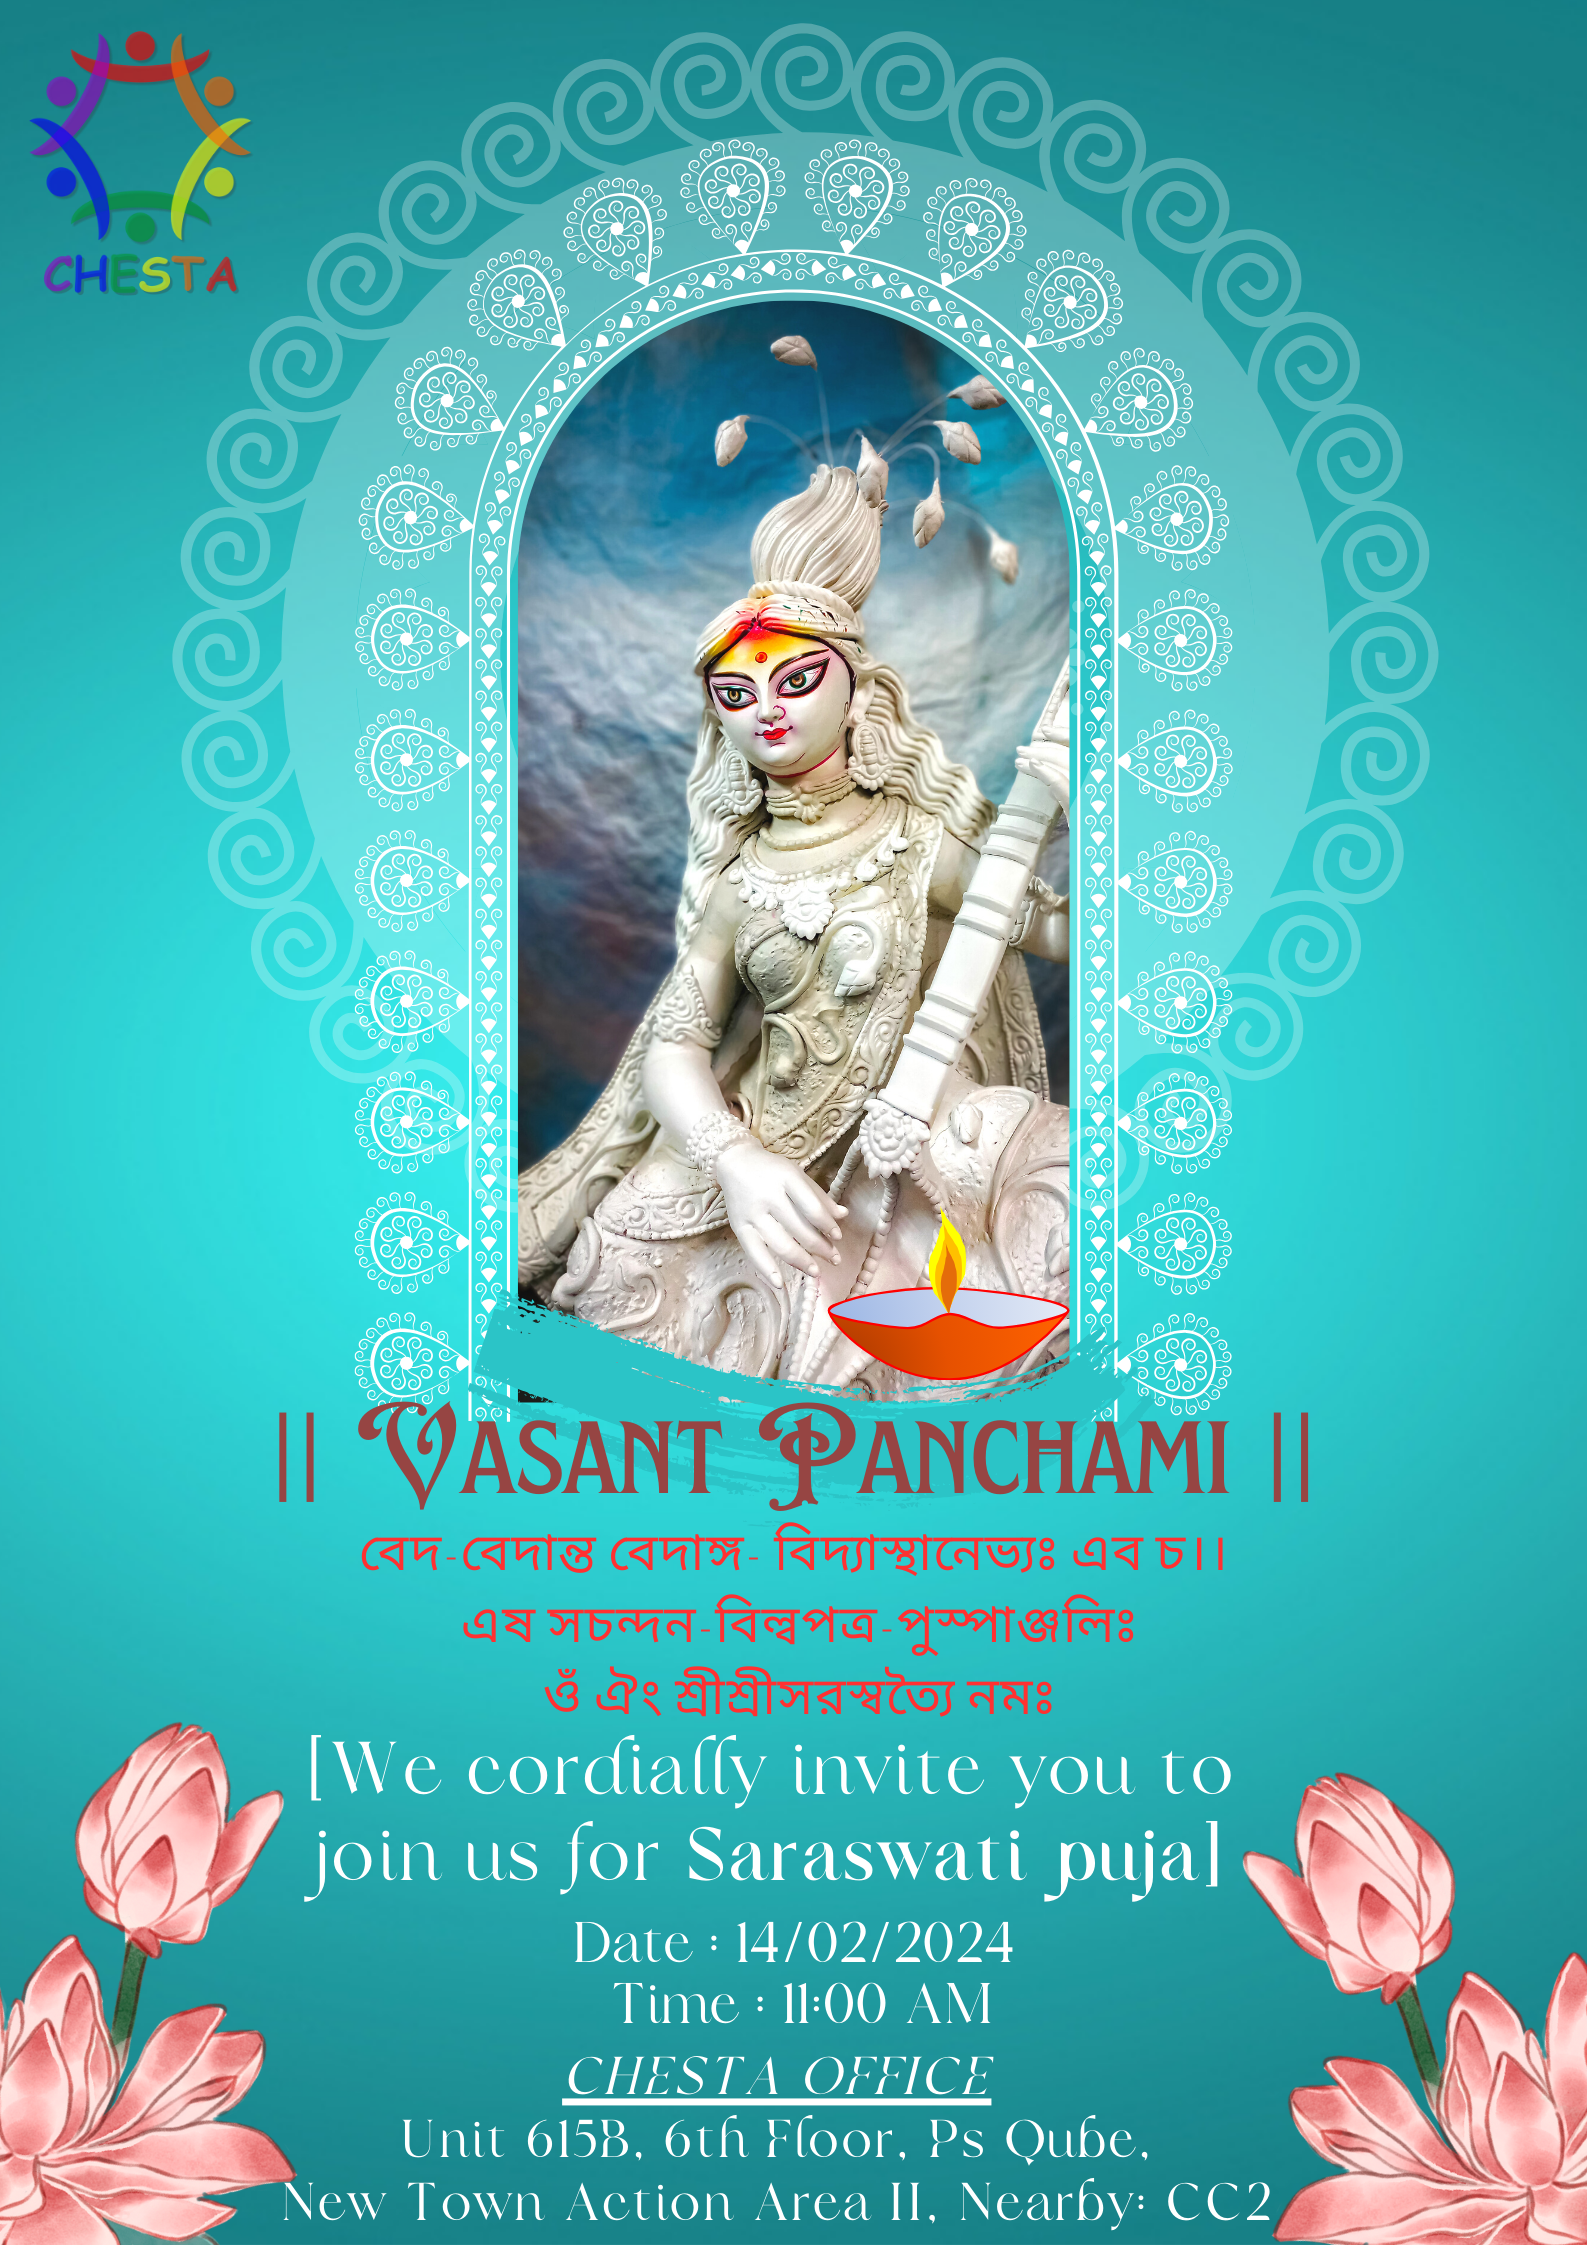 CHESTA
|| Vasant Panchami ||
বেদ-বেদান্ত বেদাঙ্গ- বিদ্যাস্থানেভ্যঃ এব চ।।
এষ সচন্দন-বিল্বপত্র-পুস্পাঞ্জলিঃ
ওঁ ঐং শ্রীশ্রীসরস্বত্যৈ নমঃ
[We cordially invite you to
join us for Saraswati puja]
Date : 14/02/2024
Time : 11:00 AM
CHESTA OFFICE
Unit 615B, 6th Floor, Ps Qube,
New Town Action Area II, Nearby: CC2